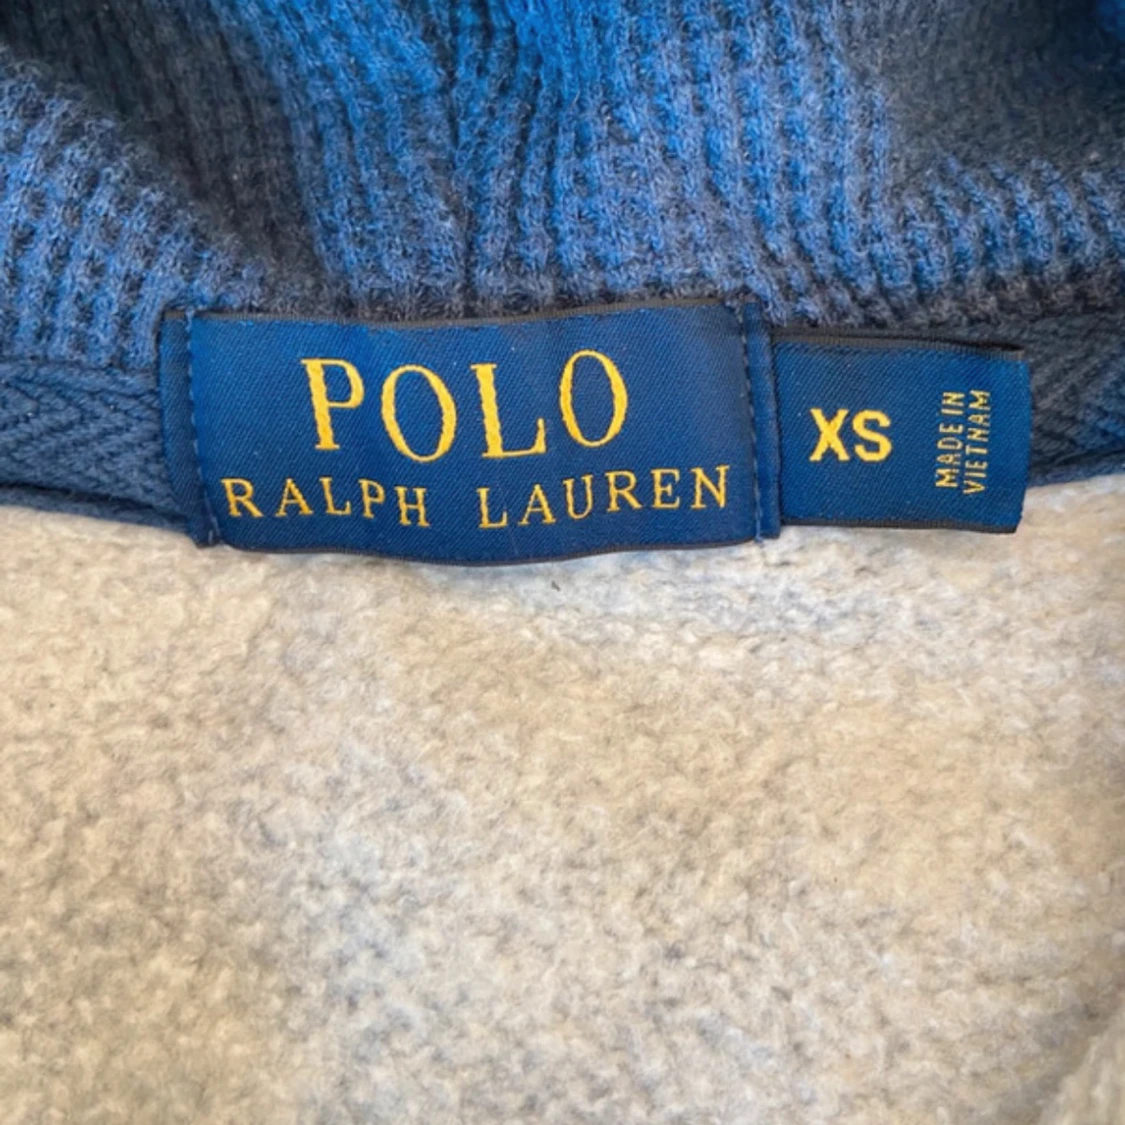 POLO
RALPH LAUREN
XS
MADE IN
VIETNAM